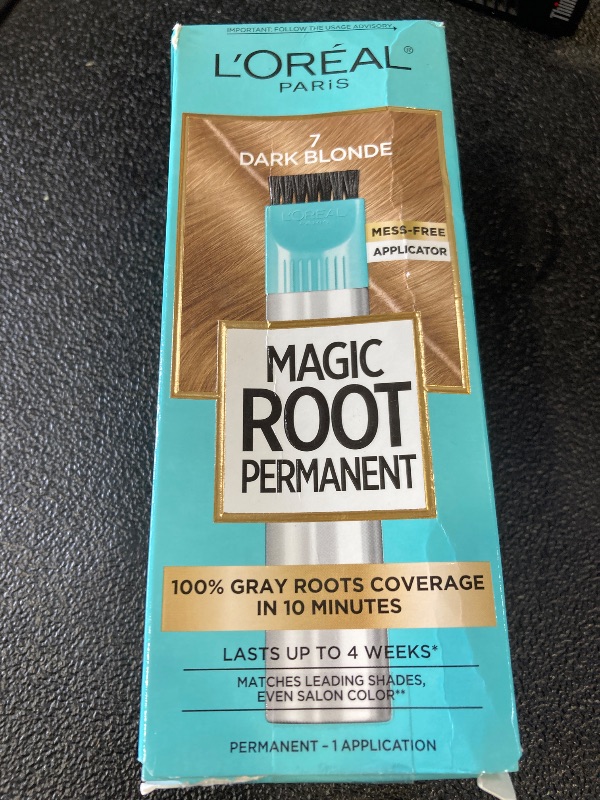 IMPORTANT: FOLLOW THE USAGE ADVISORY
L'ORÉAL®
PARiS
7
DARK BLONDE
L'ORÉAL
MESS-FREE
APPLICATOR
MAGIC
ROOT
PERMANENT
100% GRAY ROOTS COVERAGE
IN 10 MINUTES
LASTS UP TO 4 WEEKS*
MATCHES LEADING SHADES,
EVEN SALON COLOR**
PERMANENT - 1 APPLICATION